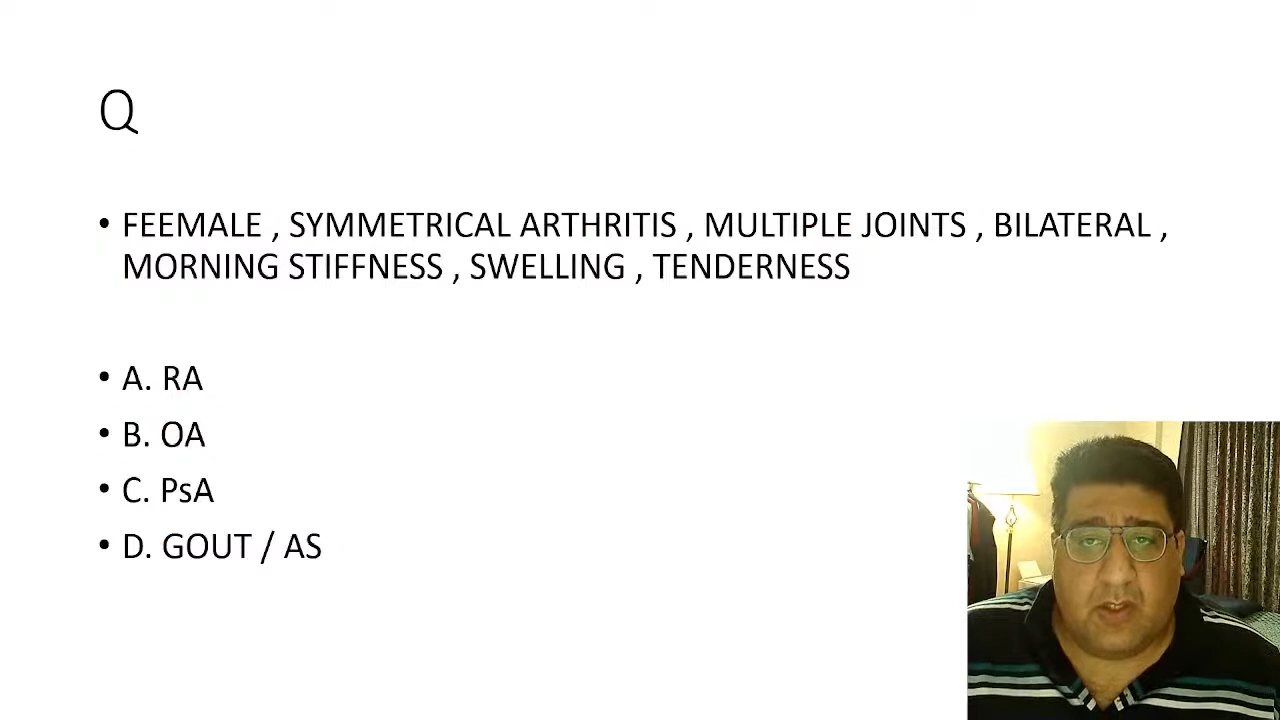 Q
• FEEMALE , SYMMETRICAL ARTHRITIS , MULTIPLE JOINTS , BILATERAL ,
MORNING STIFFNESS , SWELLING , TENDERNESS
• A. RA
• B. OA
• C. PsA
• D. GOUT / AS